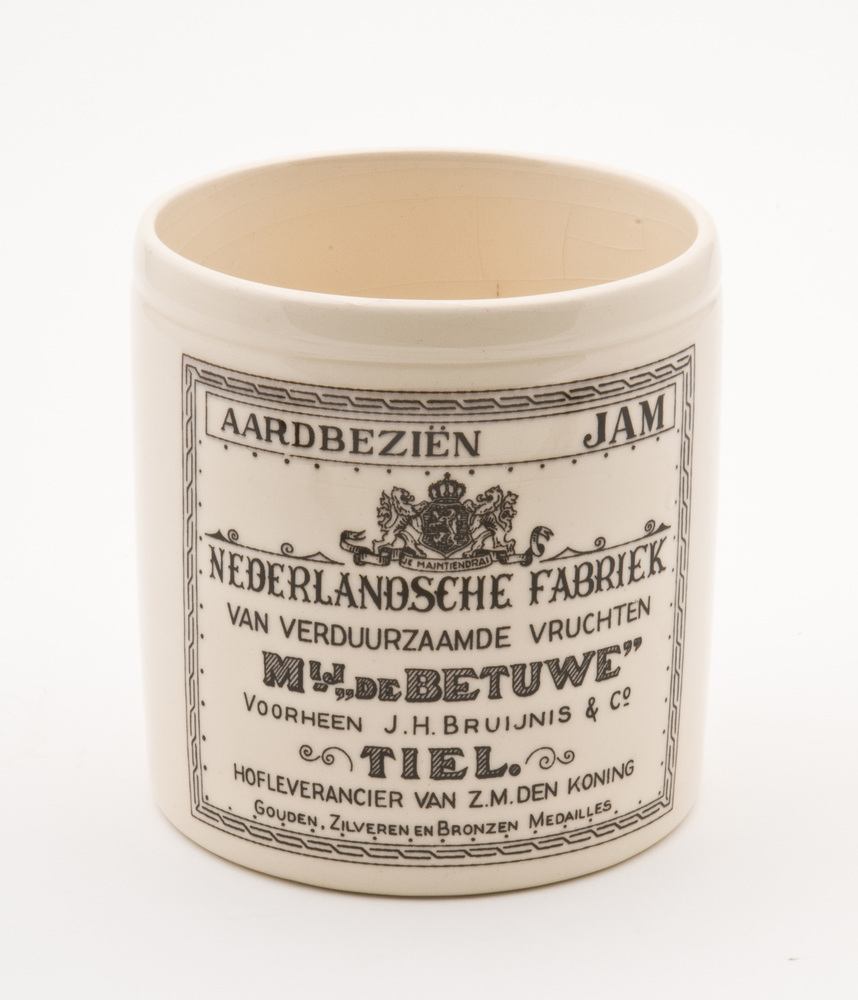 AARDBEZIËN JAM
JE MAINTIENDRAI
NEDERLANDSCHE FABRIEK
VAN VERDUURZAAMDE VRUCHTEN
Mij „DE BETUWE”
VOORHEEN J.H. BRUIJNIS & Co
TIEL.
HOFLEVERANCIER VAN Z.M. DEN KONING
GOUDEN, ZILVEREN EN BRONZEN MEDAILLES